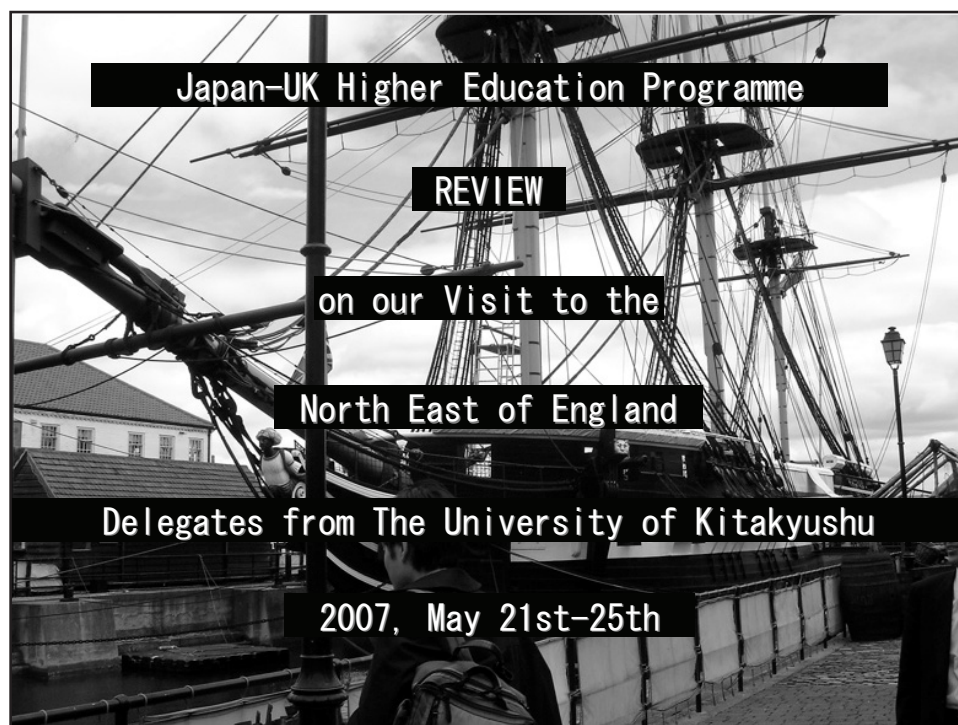 Japan-UK Higher Education Programme
REVIEW
on our Visit to the
North East of England
Delegates from The University of Kitakyushu
2007, May 21st-25th